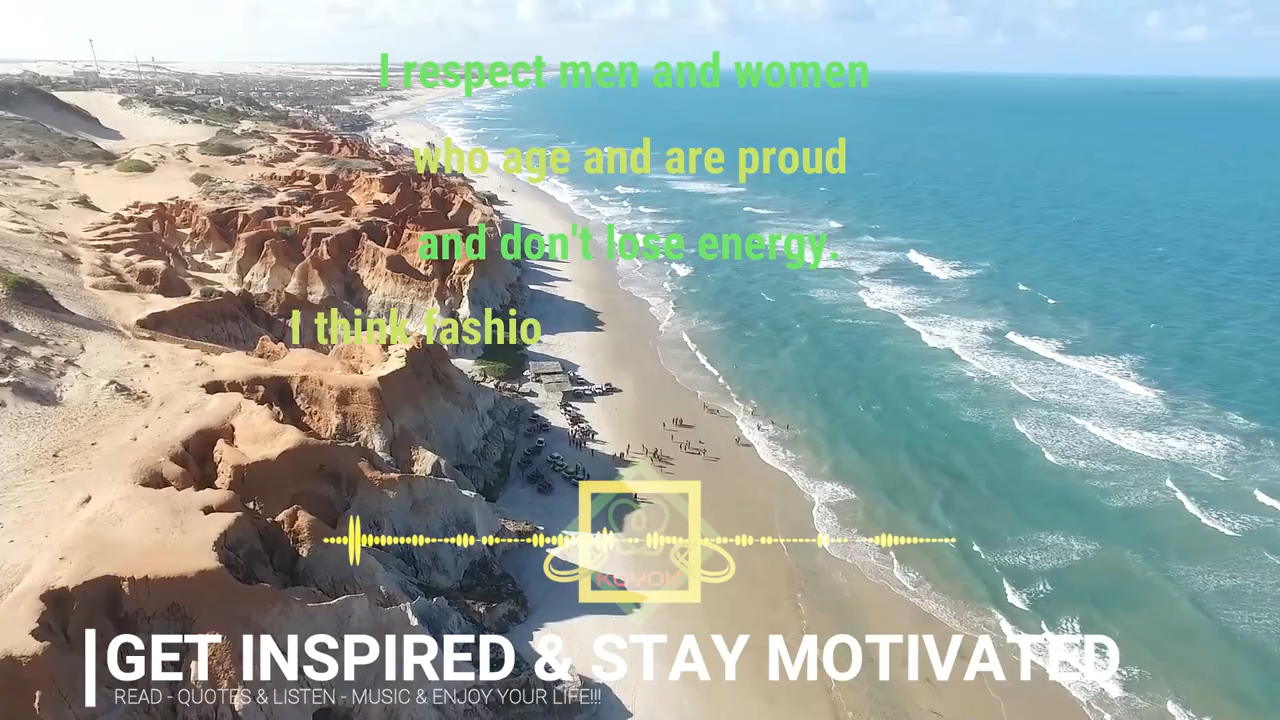 I respect men and women
who age and are proud
and don't lose energy.
I think fashio
KOYOK
GET INSPIRED & STAY MOTIVATED
READ - QUOTES & LISTEN - MUSIC & ENJOY YOUR LIFE!!!